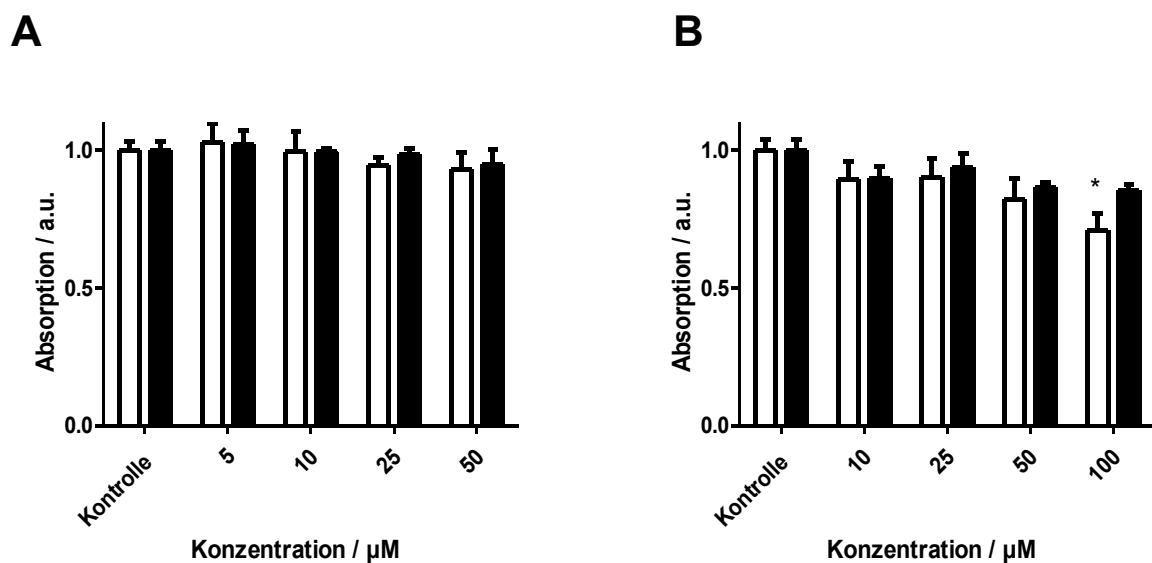 A
B
Absorption / a.u.
1.0
0.5
0.0
Kontrolle
5
10
25
50
Konzentration / µM
Absorption / a.u.
1.0
0.5
0.0
*
Kontrolle
10
25
50
100
Konzentration / µM